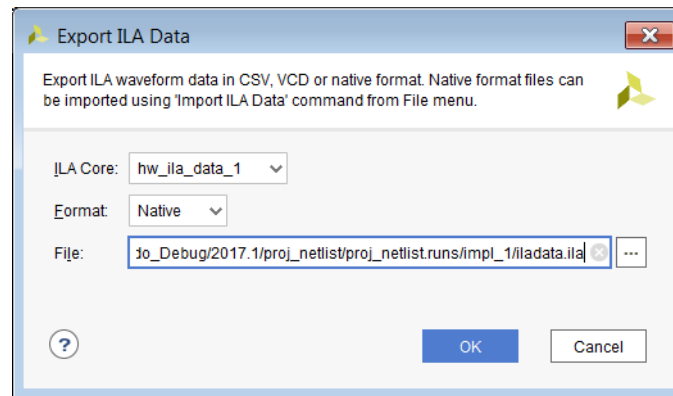 Export ILA Data
Export ILA waveform data in CSV, VCD or native format. Native format files can
be imported using 'Import ILA Data' command from File menu.
ILA Core: hw_ila_data_1
Format: Native
File: do_Debug/2017.1/proj_netlist/proj_netlist.runs/impl_1/iladata.ila ...
? OK Cancel